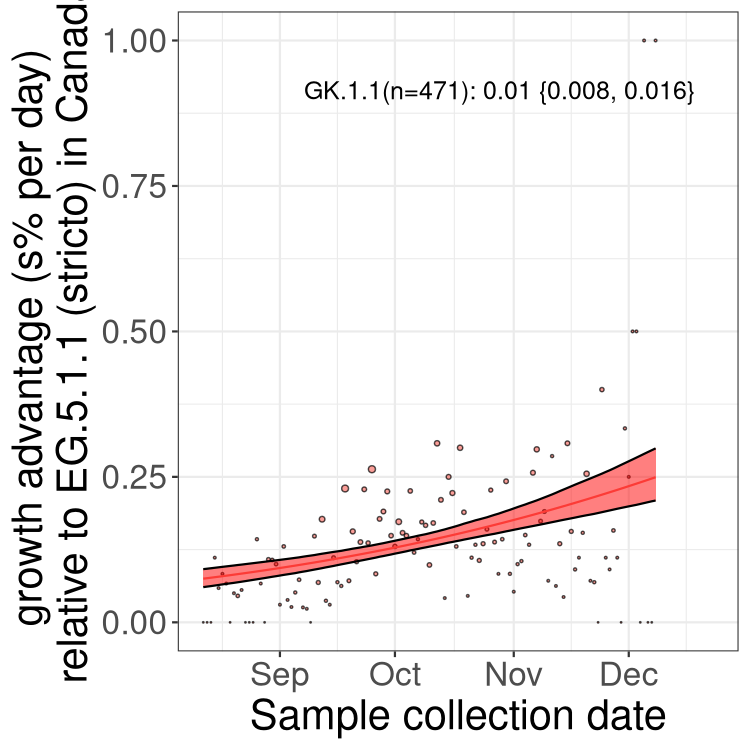 growth advantage (s% per day)
relative to EG.5.1.1 (stricto) in Canada
1.00
0.75
0.50
0.25
0.00
GK.1.1(n=471): 0.01 {0.008, 0.016}
Sep Oct Nov Dec
Sample collection date